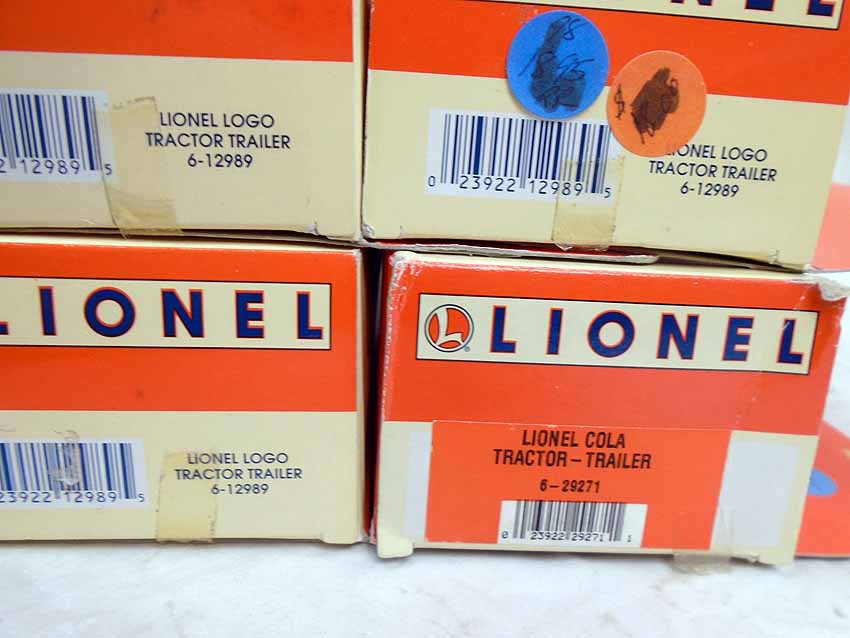 LIONEL LOGO
TRACTOR TRAILER
6-12989
2 12989 5
LIONEL LOGO
TRACTOR TRAILER
6-12989
0 23922 12989 5
LIONEL
LIONEL LOGO
TRACTOR TRAILER
6-12989
23922 12989 5
L LIONEL
LIONEL COLA
TRACTOR-TRAILER
6-29271
0 23922 29271 1